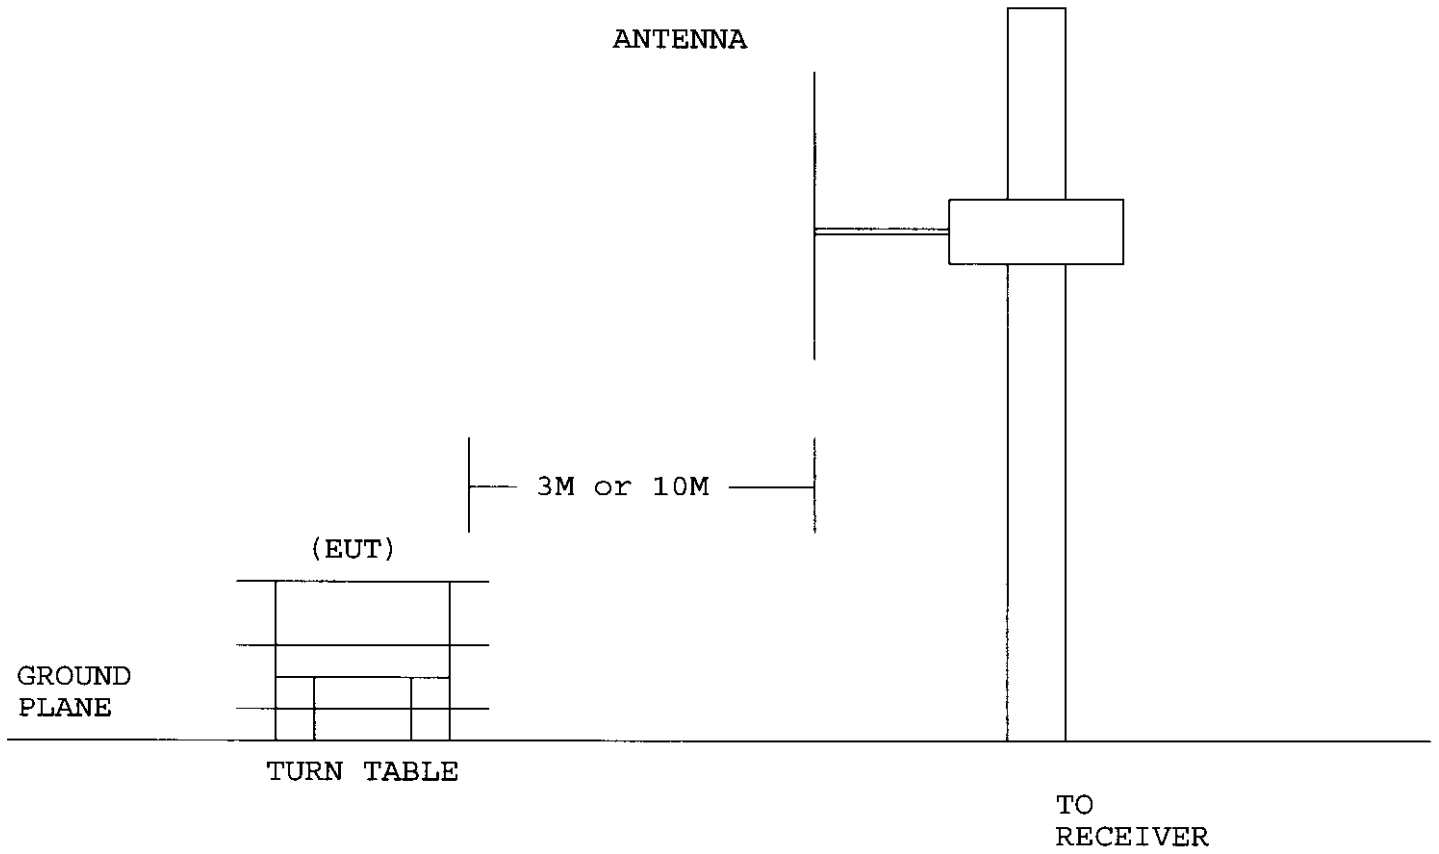 ANTENNA
3M or 10M
(EUT)
GROUND
PLANE
TURN TABLE
TO
RECEIVER